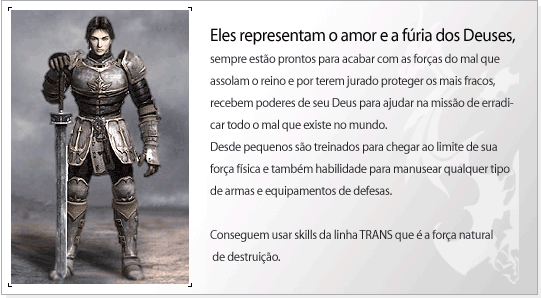 Eles representam o amor e a fúria dos Deuses,
sempre estão prontos para acabar com as forças do mal que
assolam o reino e por terem jurado proteger os mais fracos,
recebem poderes de seu Deus para ajudar na missão de erradi-
car todo o mal que existe no mundo.
Desde pequenos são treinados para chegar ao limite de sua
força física e também habilidade para manusear qualquer tipo
de armas e equipamentos de defesas.
Conseguem usar skills da linha TRANS que é a força natural
de destruição.